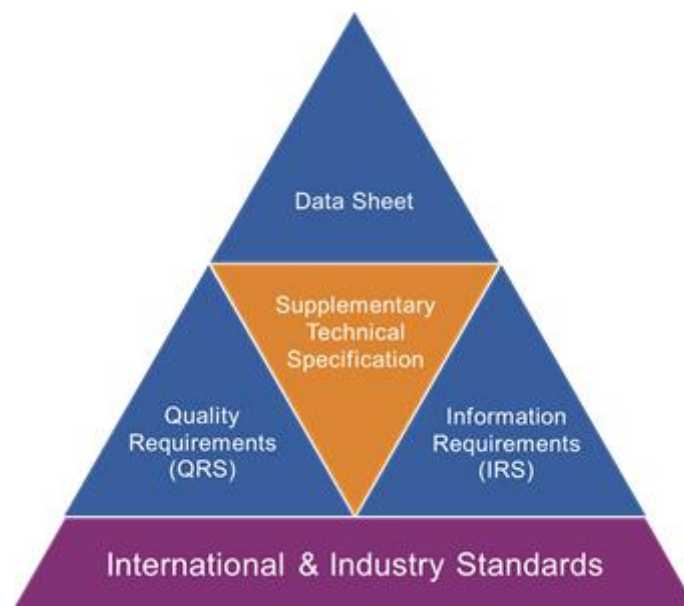 Data Sheet
Supplementary
Technical
Specification
Quality
Requirements
(QRS)
Information
Requirements
(IRS)
International & Industry Standards